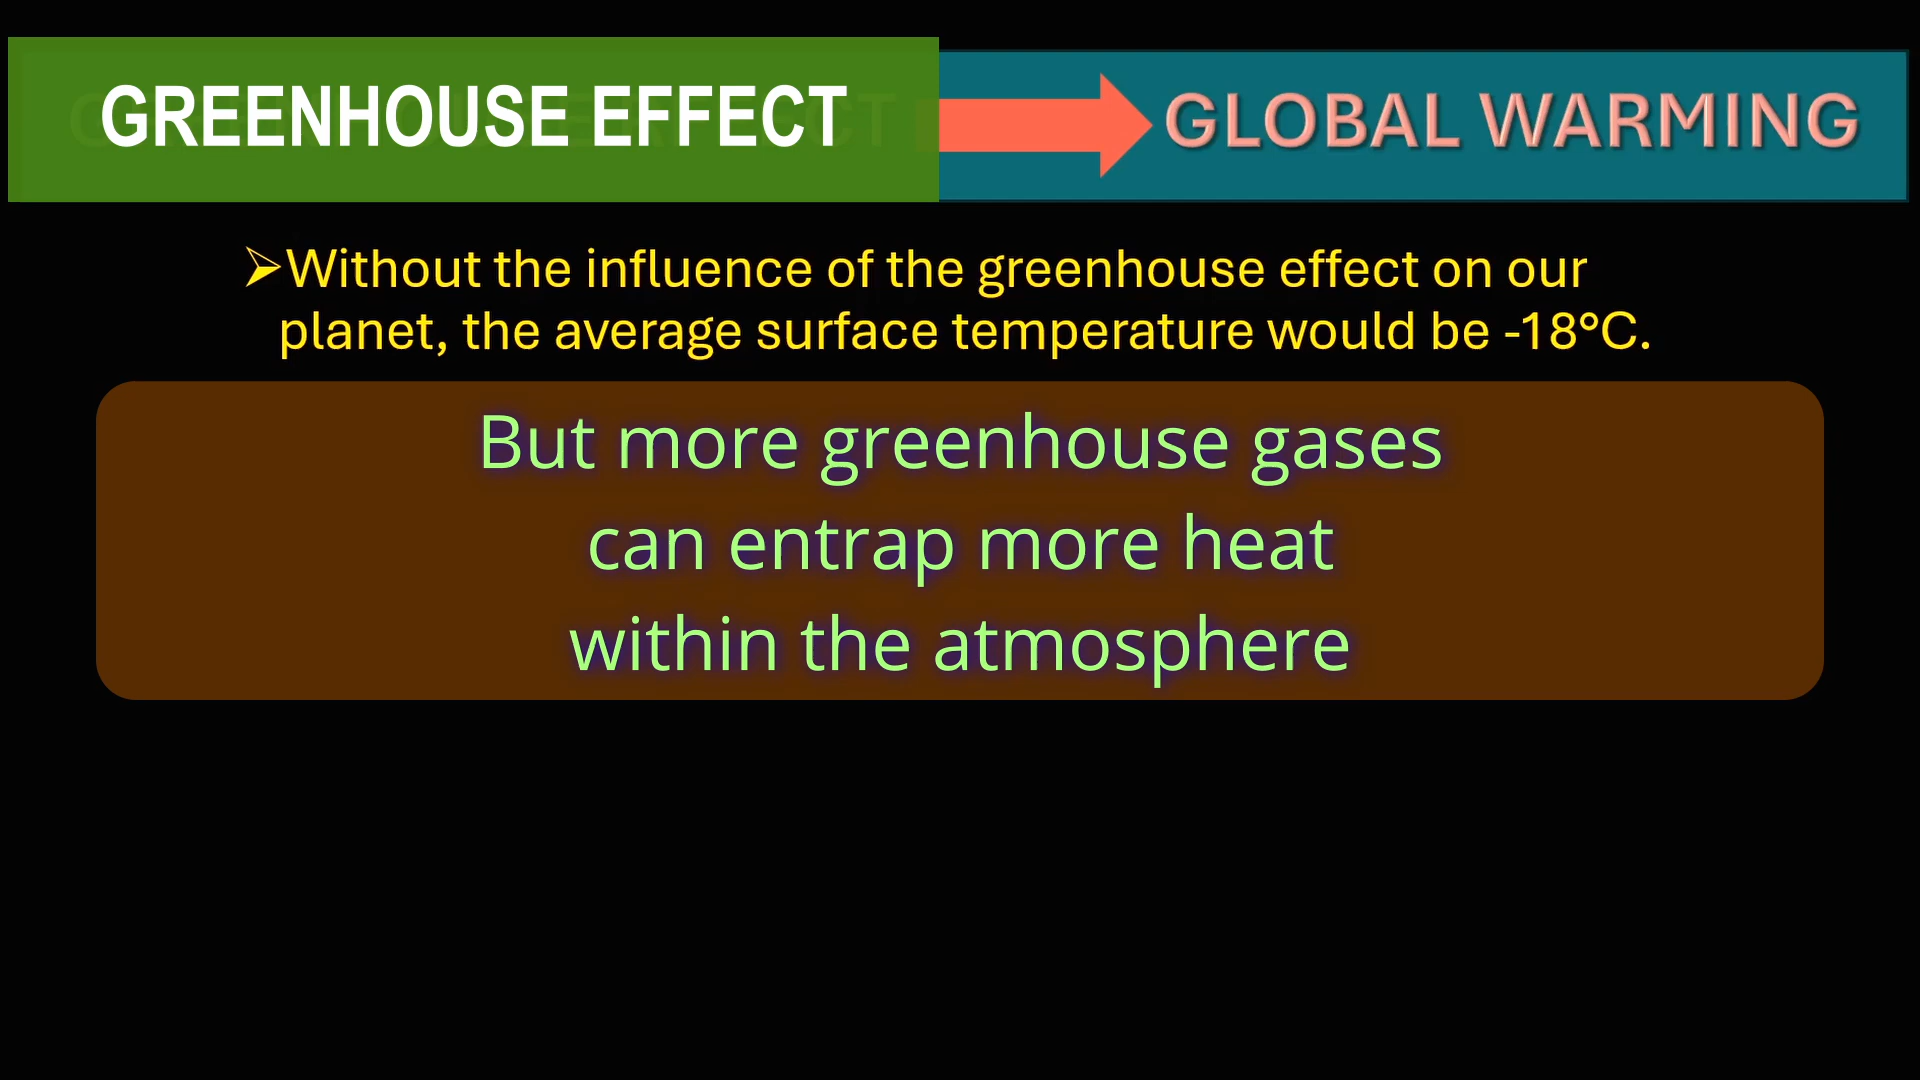 GREENHOUSE EFFECT GLOBAL WARMING
➢Without the influence of the greenhouse effect on our
planet, the average surface temperature would be -18°C.
But more greenhouse gases
can entrap more heat
within the atmosphere